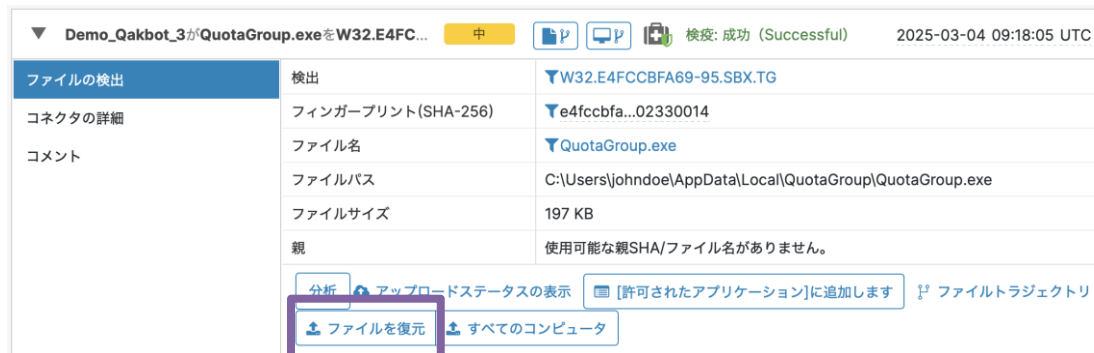 ▼ Demo_Qakbot_3がQuotaGroup.exeをW32.E4FC... 中 検疫: 成功（Successful） 2025-03-04 09:18:05 UTC
ファイルの検出
コネクタの詳細
コメント
検出 W32.E4FCCBFA69-95.SBX.TG
フィンガープリント(SHA-256) e4fccbfa...02330014
ファイル名 QuotaGroup.exe
ファイルパス C:\Users\johndoe\AppData\Local\QuotaGroup\QuotaGroup.exe
ファイルサイズ 197 KB
親 使用可能な親SHA/ファイル名がありません。
分析 アップロードステータスの表示 [許可されたアプリケーション]に追加します ファイルトラジェクトリ
ファイルを復元 すべてのコンピュータ